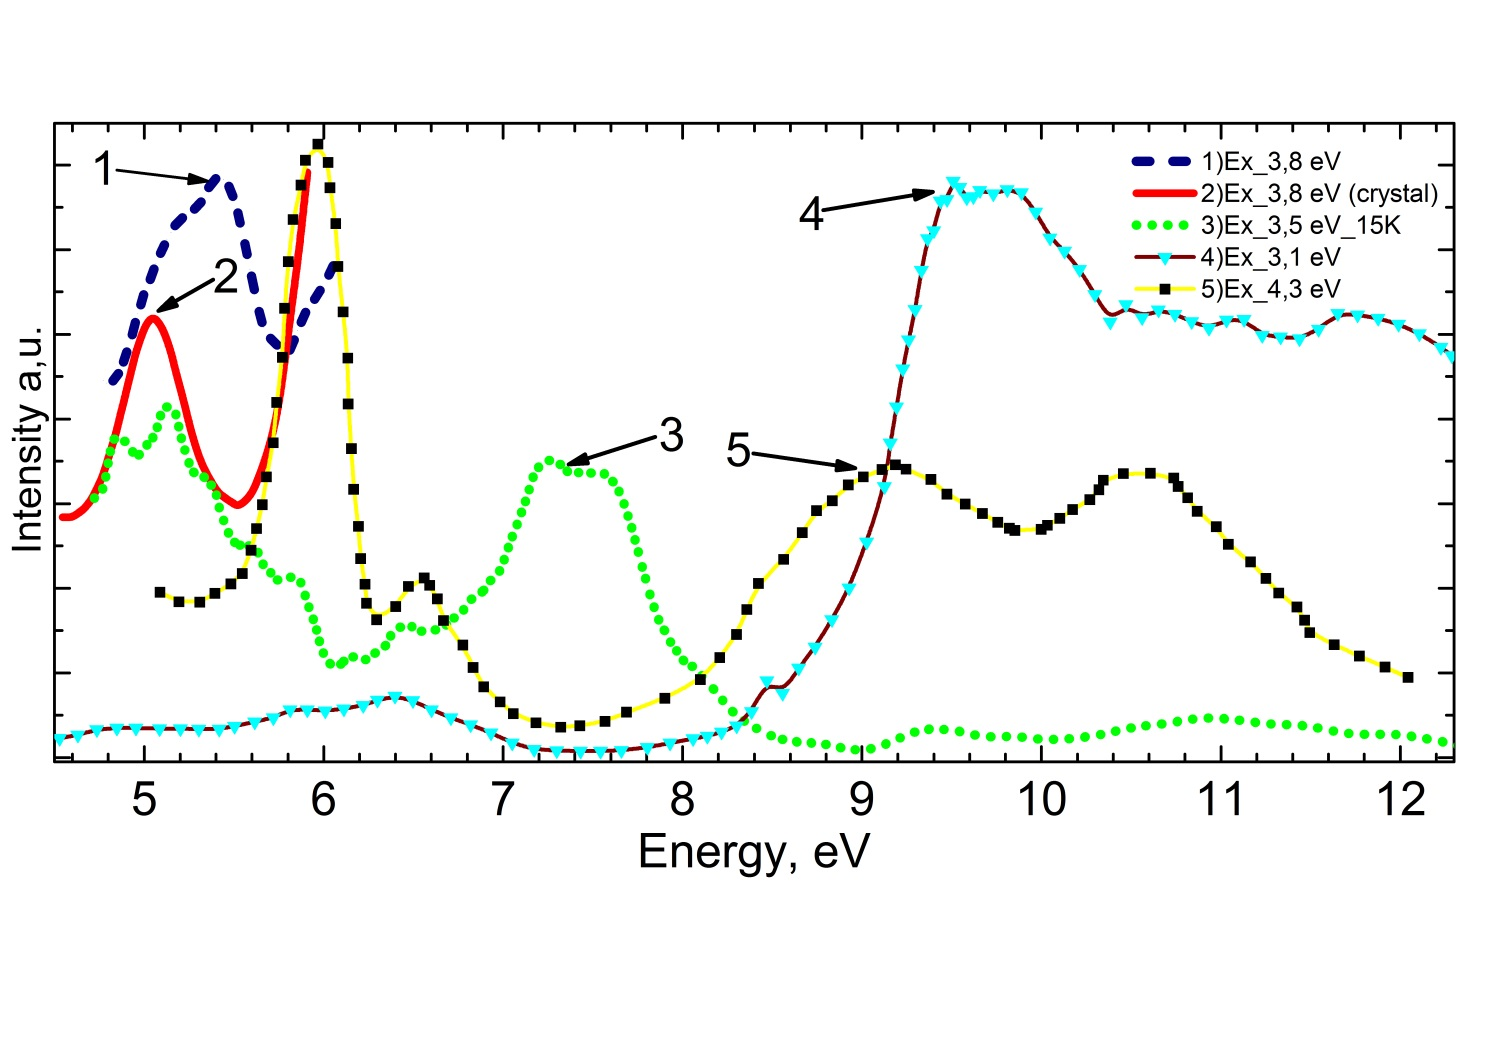 1
2
3
4
5
1)Ex_3,8 eV
2)Ex_3,8 eV (crystal)
3)Ex_3,5 eV_15K
4)Ex_3,1 eV
5)Ex_4,3 eV
Intensity a,u.
5 6 7 8 9 10 11 12
Energy, eV